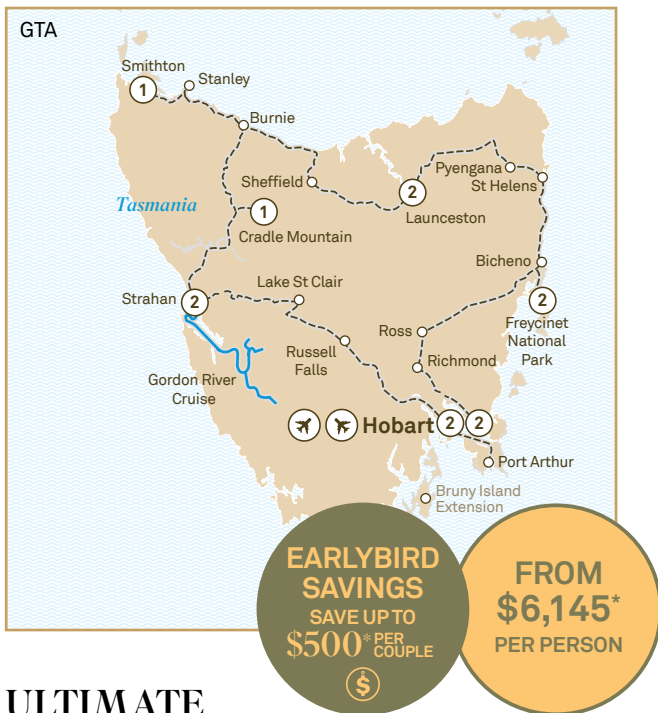 GTA
Smithton
1
Stanley
Burnie
Sheffield
Pyengana
St Helens
2
Launceston
Tasmania
1
Cradle Mountain
Bicheno
Strahan
2
Lake St Clair
2
Freycinet
National
Park
Ross
Russell
Falls
Richmond
Gordon River
Cruise
Hobart
2
2
Port Arthur
Bruny Island
Extension
EARLYBIRD
SAVINGS
SAVE UP TO
$500* PER
COUPLE
$
FROM
$6,145*
PER PERSON
ULTIMATE